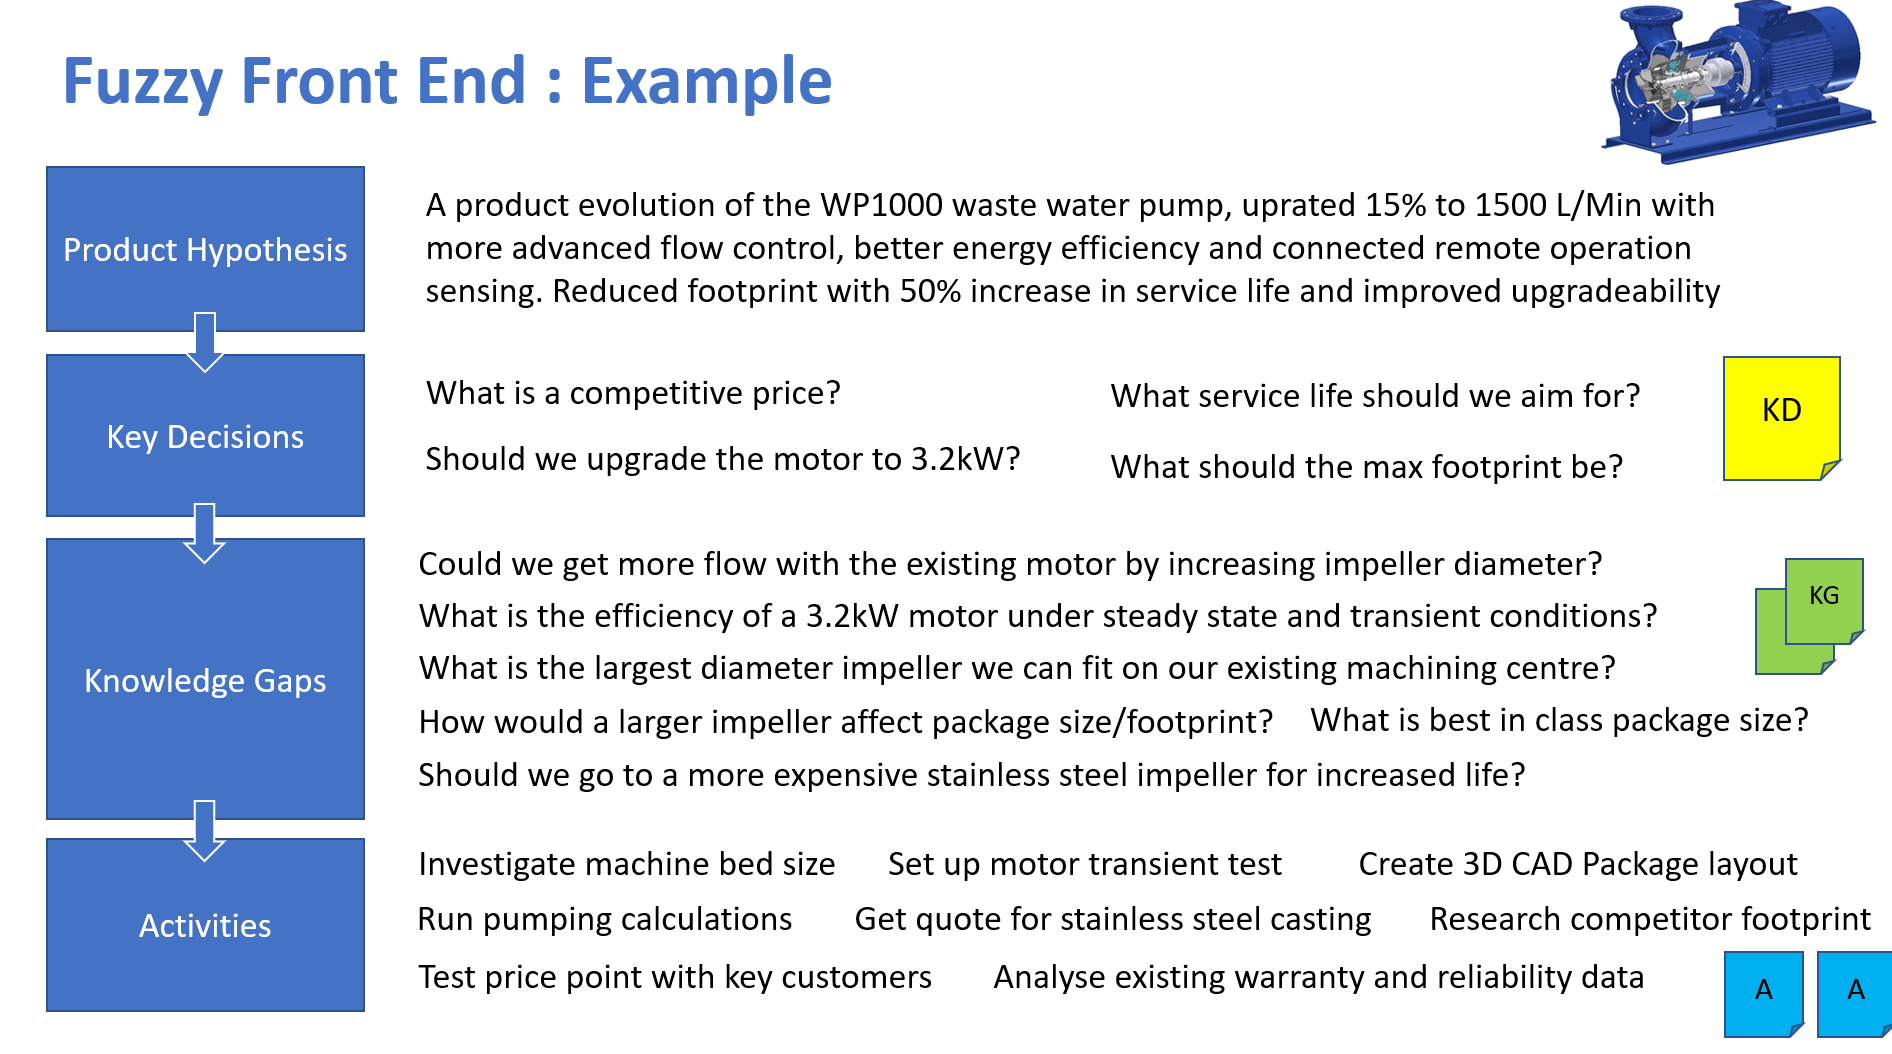 Fuzzy Front End : Example
Product Hypothesis
A product evolution of the WP1000 waste water pump, uprated 15% to 1500 L/Min with
more advanced flow control, better energy efficiency and connected remote operation
sensing. Reduced footprint with 50% increase in service life and improved upgradeability
Key Decisions
What is a competitive price?
What service life should we aim for?
Should we upgrade the motor to 3.2kW?
What should the max footprint be?
KD
Knowledge Gaps
Could we get more flow with the existing motor by increasing impeller diameter?
What is the efficiency of a 3.2kW motor under steady state and transient conditions?
What is the largest diameter impeller we can fit on our existing machining centre?
How would a larger impeller affect package size/footprint?
What is best in class package size?
Should we go to a more expensive stainless steel impeller for increased life?
KG
Activities
Investigate machine bed size
Set up motor transient test
Create 3D CAD Package layout
Run pumping calculations
Get quote for stainless steel casting
Research competitor footprint
Test price point with key customers
Analyse existing warranty and reliability data
A
A